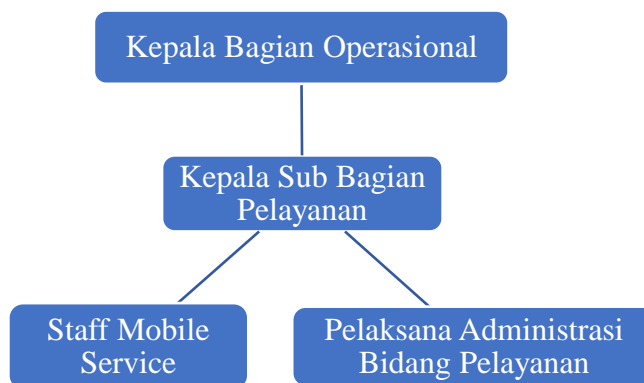 Kepala Bagian Operasional
Kepala Sub Bagian
Pelayanan
Staff Mobile
Service
Pelaksana Administrasi
Bidang Pelayanan